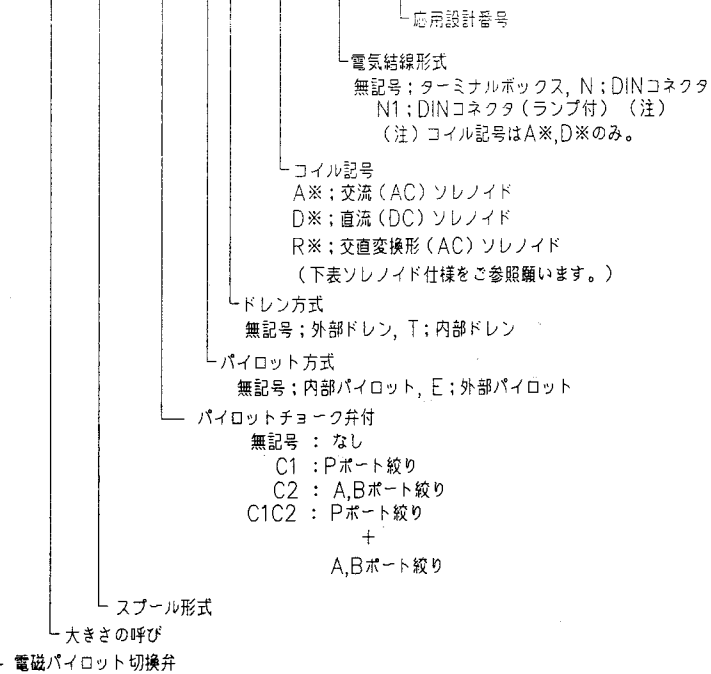 応用設計番号
電気結線形式
無記号;ターミナルボックス, N;DINコネクタ
N1;DINコネクタ(ランプ付) (注)
(注)コイル記号はA※,D※のみ。
コイル記号
A※;交流(AC)ソレノイド
D※;直流(DC)ソレノイド
R※;交直変換形(AC)ソレノイド
(下表ソレノイド仕様をご参照願います。)
ドレン方式
無記号;外部ドレン, T;内部ドレン
パイロット方式
無記号;内部パイロット, E;外部パイロット
パイロットチョーク弁付
無記号 : なし
C1 :Pポート絞り
C2 : A,Bポート絞り
C1C2 : Pポート絞り
+
A,Bポート絞り
スプール形式
大きさの呼び
電磁パイロット切換弁